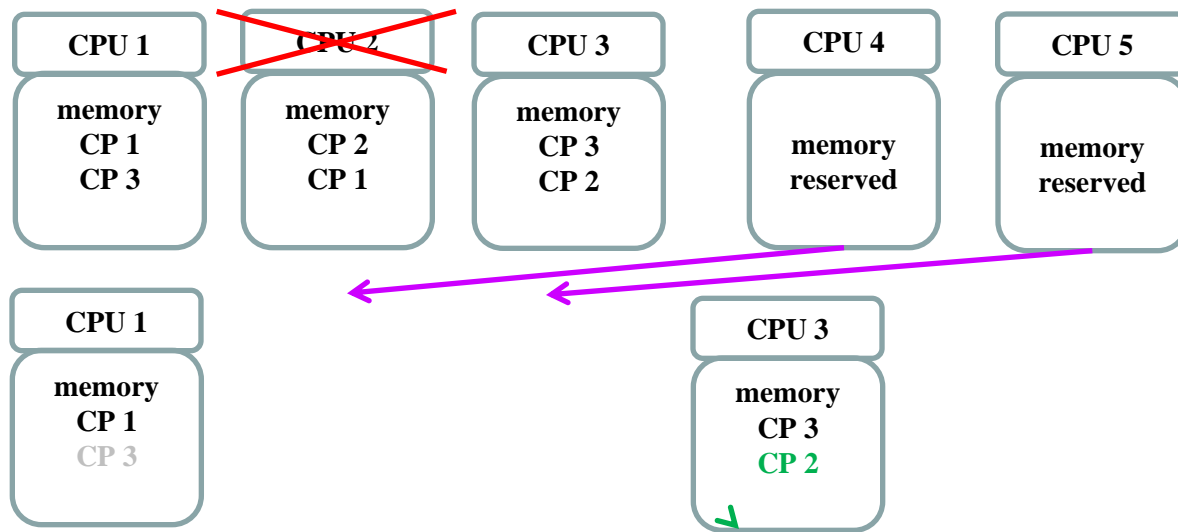 CPU 1
CPU 2
CPU 3
CPU 4
CPU 5
memory
CP 1
CP 3
memory
CP 2
CP 1
memory
CP 3
CP 2
memory
reserved
memory
reserved
CPU 1
CPU 3
memory
CP 1
CP 3
memory
CP 3
CP 2